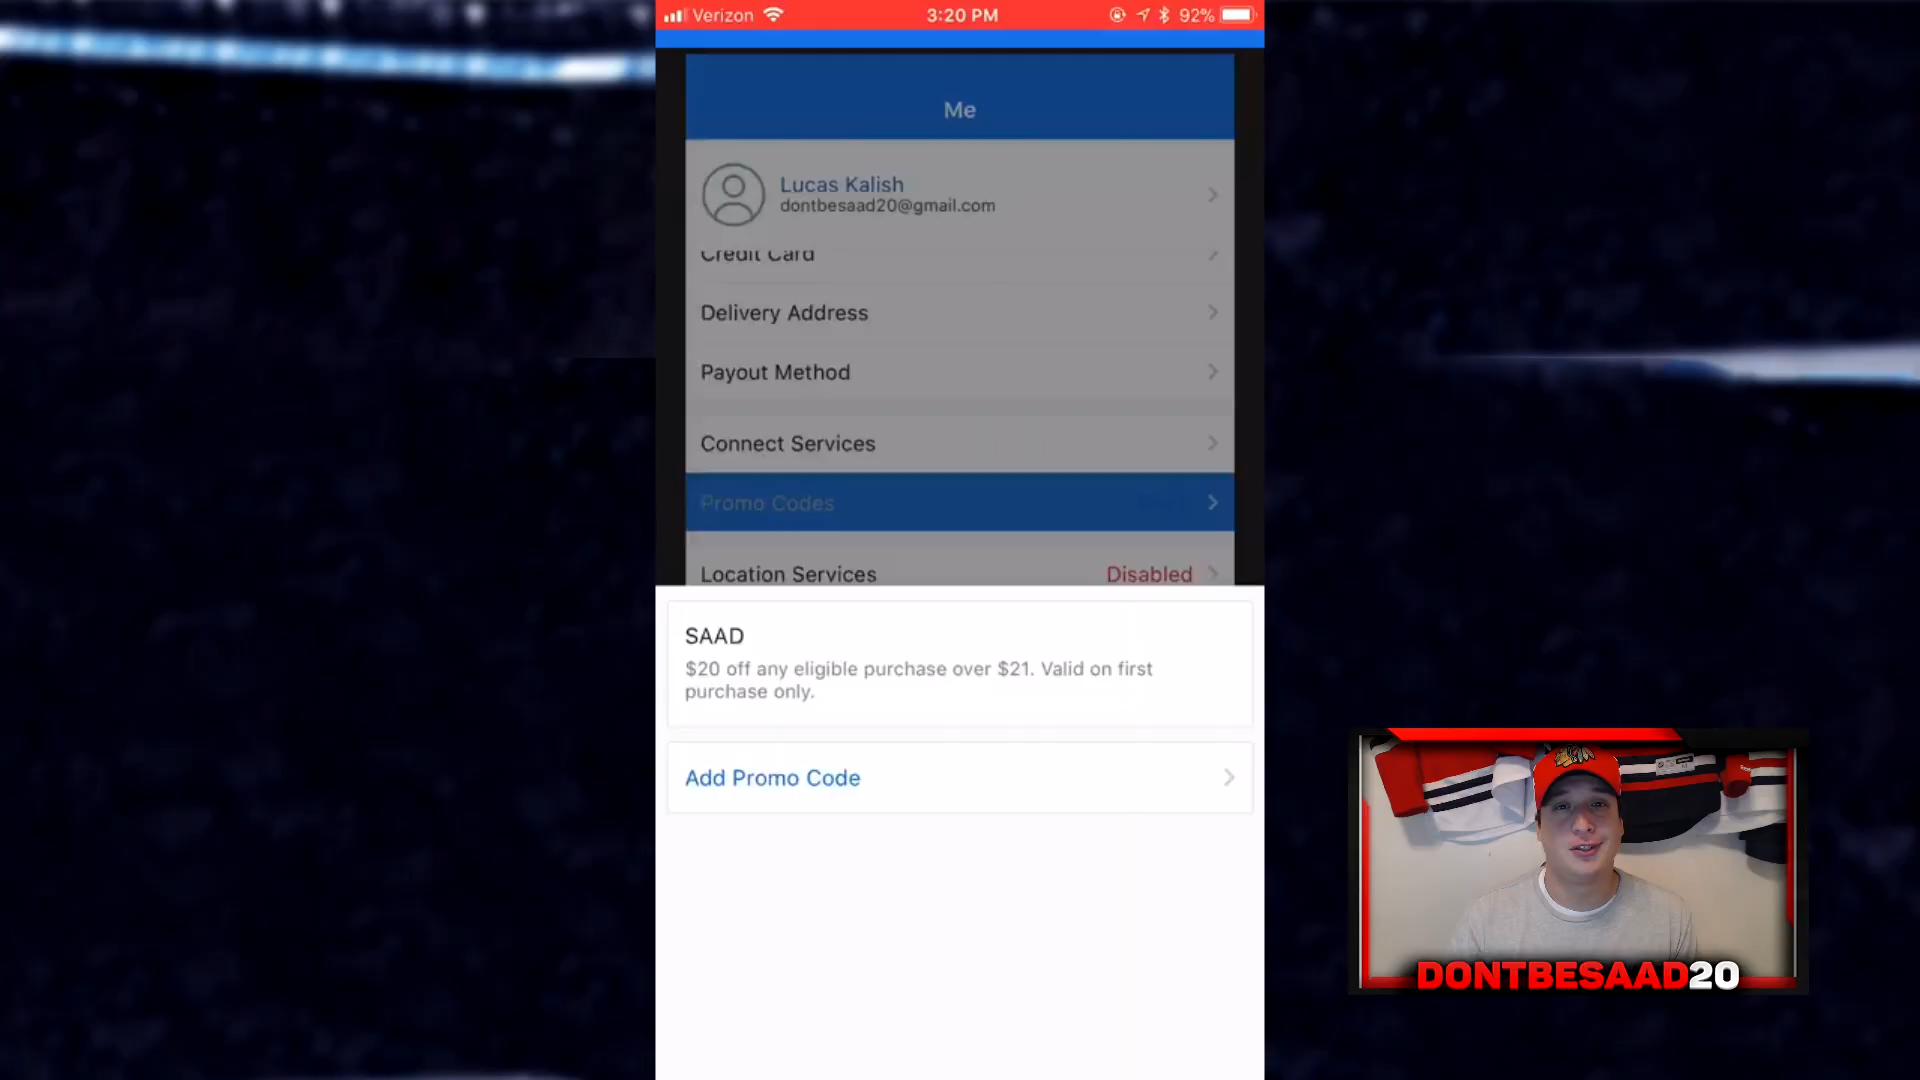 Verizon 3:20 PM 92%
Me
Lucas Kalish
dontbesaad20@gmail.com
Credit Card
Delivery Address
Payout Method
Connect Services
Promo Codes
Location Services Disabled
SAAD
$20 off any eligible purchase over $21. Valid on first
purchase only.
Add Promo Code
DONTBESAAD20